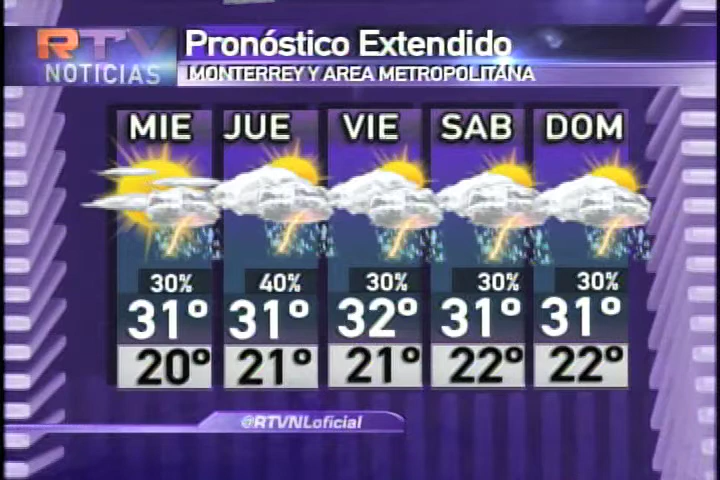 RTV
NOTICIAS
Pronóstico Extendido
MONTERREY Y AREA METROPOLITANA
MIE JUE VIE SAB DOM
30% 40% 30% 30% 30%
31° 31° 32° 31° 31°
20° 21° 21° 22° 22°
@RTVNLoficial